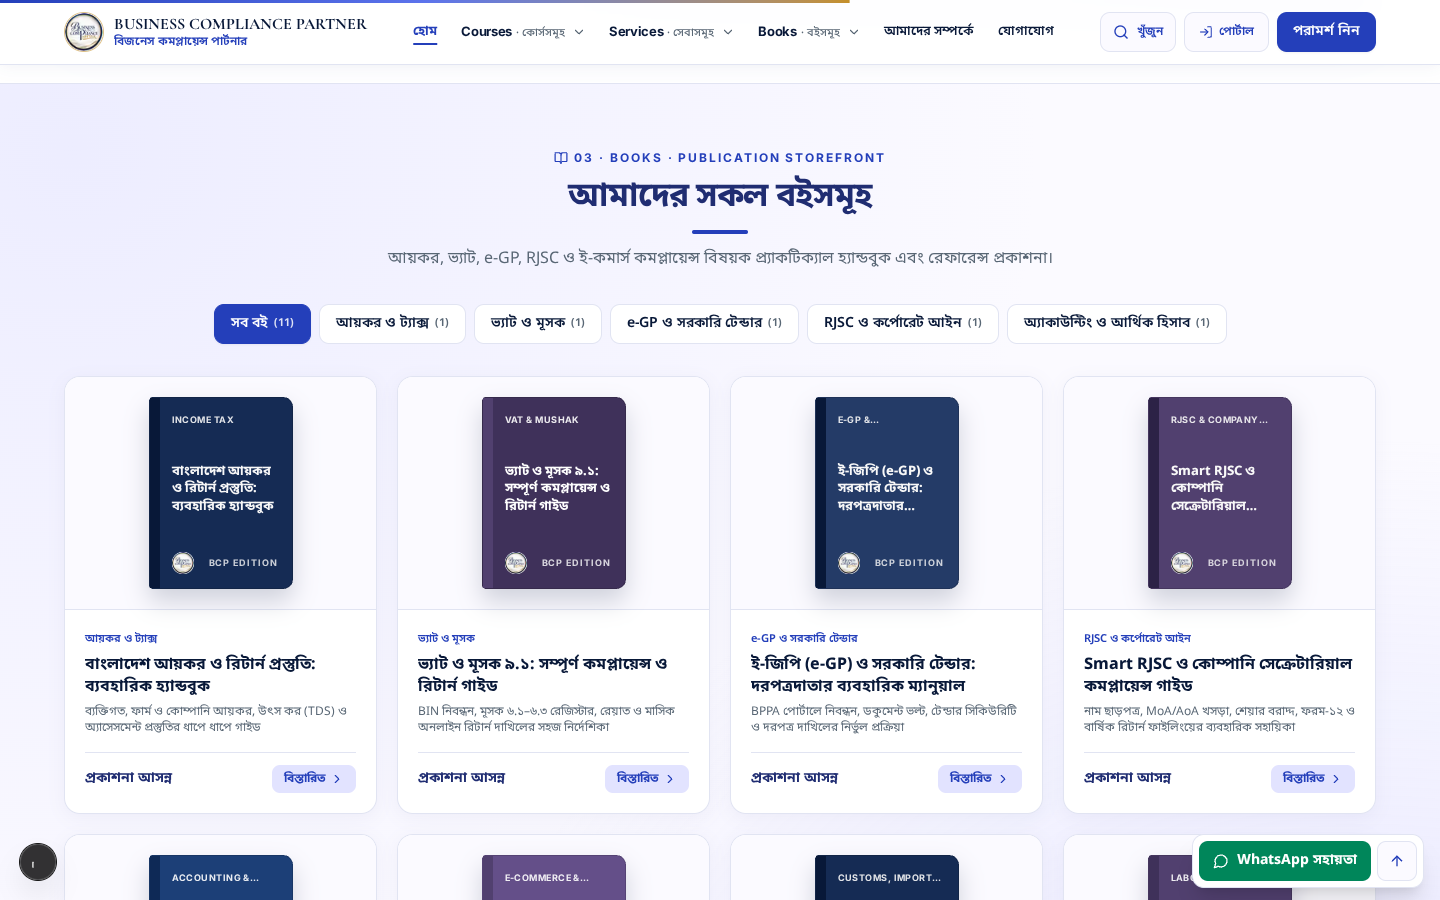 BUSINESS COMPLIANCE PARTNER
বিজনেস কমপ্লায়েন্স পার্টনার
হোম
Courses · কোর্সসমূহ
Services · সেবাসমূহ
Books · বইসমূহ
আমাদের সম্পর্কে
যোগাযোগ
খুঁজুন
পোর্টাল
পরামর্শ নিন
03 · BOOKS · PUBLICATION STOREFRONT
আমাদের সকল বইসমূহ
আয়কর, ভ্যাট, e-GP, RJSC ও ই-কমার্স কমপ্লায়েন্স বিষয়ক প্র্যাকটিক্যাল হ্যান্ডবুক এবং রেফারেন্স প্রকাশনা।
সব বই (11)
আয়কর ও ট্যাক্স (1)
ভ্যাট ও মূসক (1)
e-GP ও সরকারি টেন্ডার (1)
RJSC ও কর্পোরেট আইন (1)
অ্যাকাউন্টিং ও আর্থিক হিসাব (1)
INCOME TAX
বাংলাদেশ আয়কর
ও রিটার্ন প্রস্তুতি:
ব্যবহারিক হ্যান্ডবুক
BCP EDITION
আয়কর ও ট্যাক্স
বাংলাদেশ আয়কর ও রিটার্ন প্রস্তুতি:
ব্যবহারিক হ্যান্ডবুক
ব্যক্তিগত, ফার্ম ও কোম্পানি আয়কর, উৎস কর (TDS) ও
অ্যাসেসমেন্ট প্রস্তুতির ধাপে ধাপে গাইড
প্রকাশনা আসন্ন
বিস্তারিত
VAT & MUSHAK
ভ্যাট ও মূসক ৯.১:
সম্পূর্ণ কমপ্লায়েন্স ও
রিটার্ন গাইড
BCP EDITION
ভ্যাট ও মূসক
ভ্যাট ও মূসক ৯.১: সম্পূর্ণ কমপ্লায়েন্স ও
রিটার্ন গাইড
BIN নিবন্ধন, মূসক ৬.১–৬.৩ রেজিস্টার, রেয়াত ও মাসিক
অনলাইন রিটার্ন দাখিলের সহজ নির্দেশিকা
প্রকাশনা আসন্ন
বিস্তারিত
E-GP &...
ই-জিপি (e-GP) ও
সরকারি টেন্ডার:
দরপত্রদাতার...
BCP EDITION
e-GP ও সরকারি টেন্ডার
ই-জিপি (e-GP) ও সরকারি টেন্ডার:
দরপত্রদাতার ব্যবহারিক ম্যানুয়াল
BPPA পোর্টালে নিবন্ধন, ডকুমেন্ট ভল্ট, টেন্ডার সিকিউরিটি
ও দরপত্র দাখিলের নির্ভুল প্রক্রিয়া
প্রকাশনা আসন্ন
বিস্তারিত
RJSC & COMPANY...
Smart RJSC ও
কোম্পানি
সেক্রেটারিয়াল...
BCP EDITION
RJSC ও কর্পোরেট আইন
Smart RJSC ও কোম্পানি সেক্রেটারিয়াল
কমপ্লায়েন্স গাইড
নাম ছাড়পত্র, MoA/AoA খসড়া, শেয়ার বরাদ্দ, ফরম-১২ ও
বার্ষিক রিটার্ন ফাইলিংয়ের ব্যবহারিক সহায়িকা
প্রকাশনা আসন্ন
বিস্তারিত
ACCOUNTING &...
E-COMMERCE &...
CUSTOMS, IMPORT...
WhatsApp সহায়তা